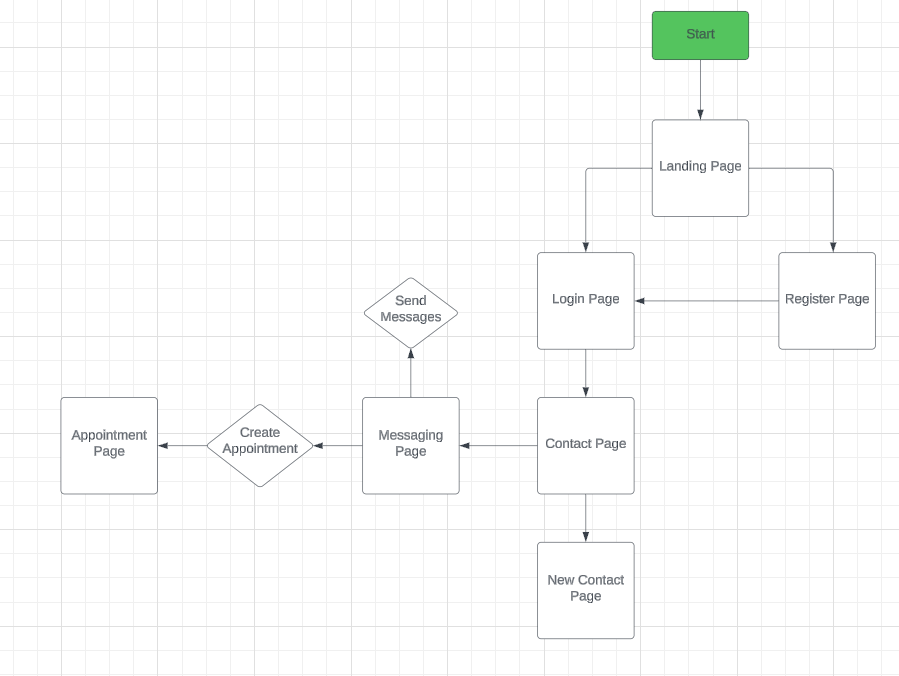 Start
Landing Page
Login Page
Register Page
Send
Messages
Appointment
Page
Create
Appointment
Messaging
Page
Contact Page
New Contact
Page